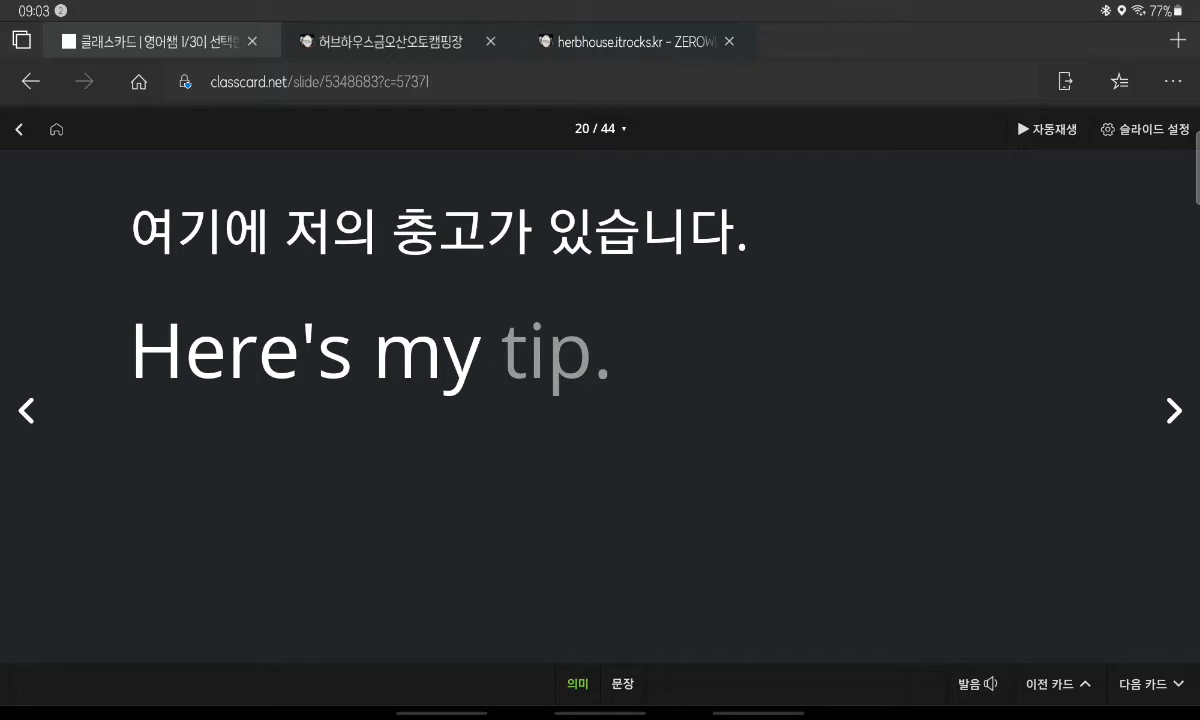 09:03 2 77%
클래스카드 | 영어쌤 1/3이 선택한 허브하우스금오산오토캠핑장 herbhouse.itrocks.kr - ZEROW
classcard.net/slide/5348683?c=57371
20 / 44 자동재생 슬라이드 설정
여기에 저의 충고가 있습니다.
Here's my tip.
의미 문장 발음 이전 카드 다음 카드